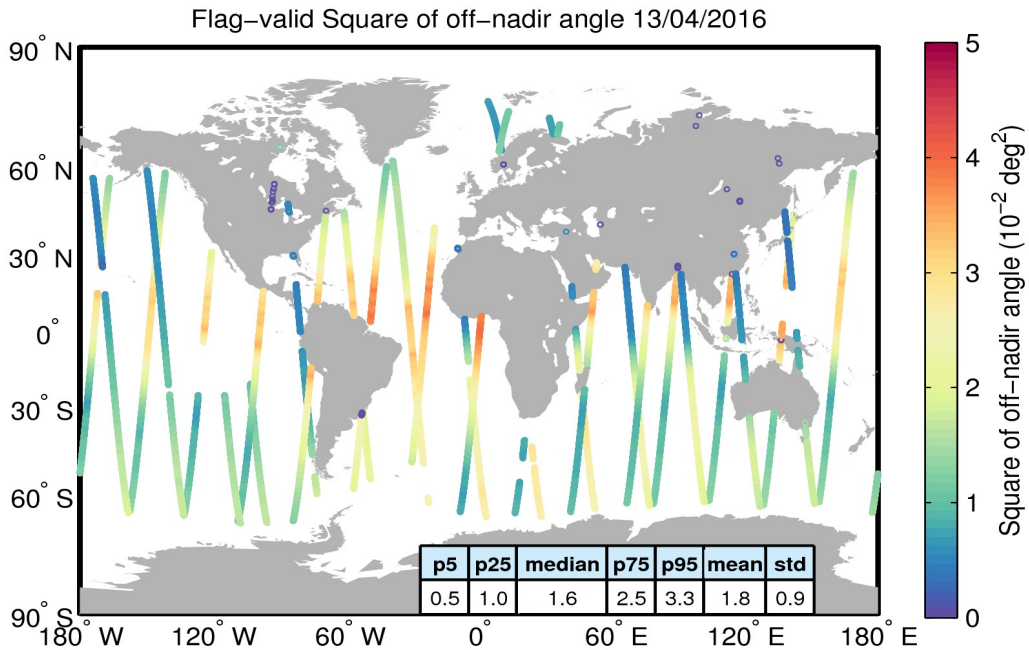 Flag−valid Square of off−nadir angle 13/04/2016
90° N
60° N
30° N
0°
30° S
60° S
90° S
180° W
120° W
60° W
0°
60° E
120° E
180° E
p5 p25 median p75 p95 mean std
0.5 1.0 1.6 2.5 3.3 1.8 0.9
5
4
3
2
1
0
Square of off−nadir angle (10⁻² deg²)